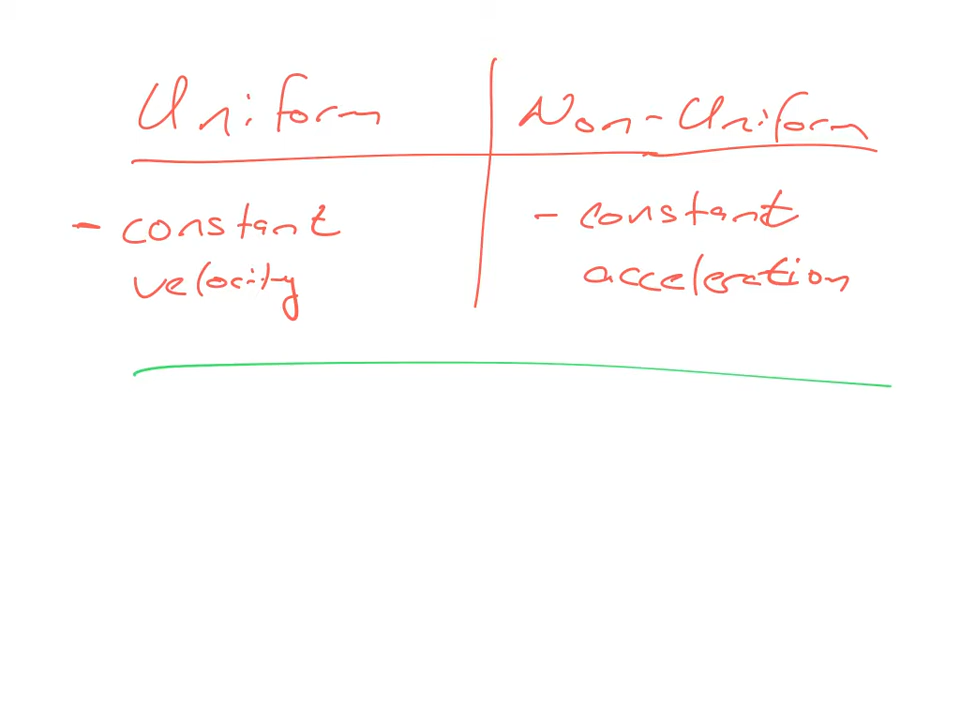 Uniform
Non-Uniform
- constant
velocity
- constant
acceleration